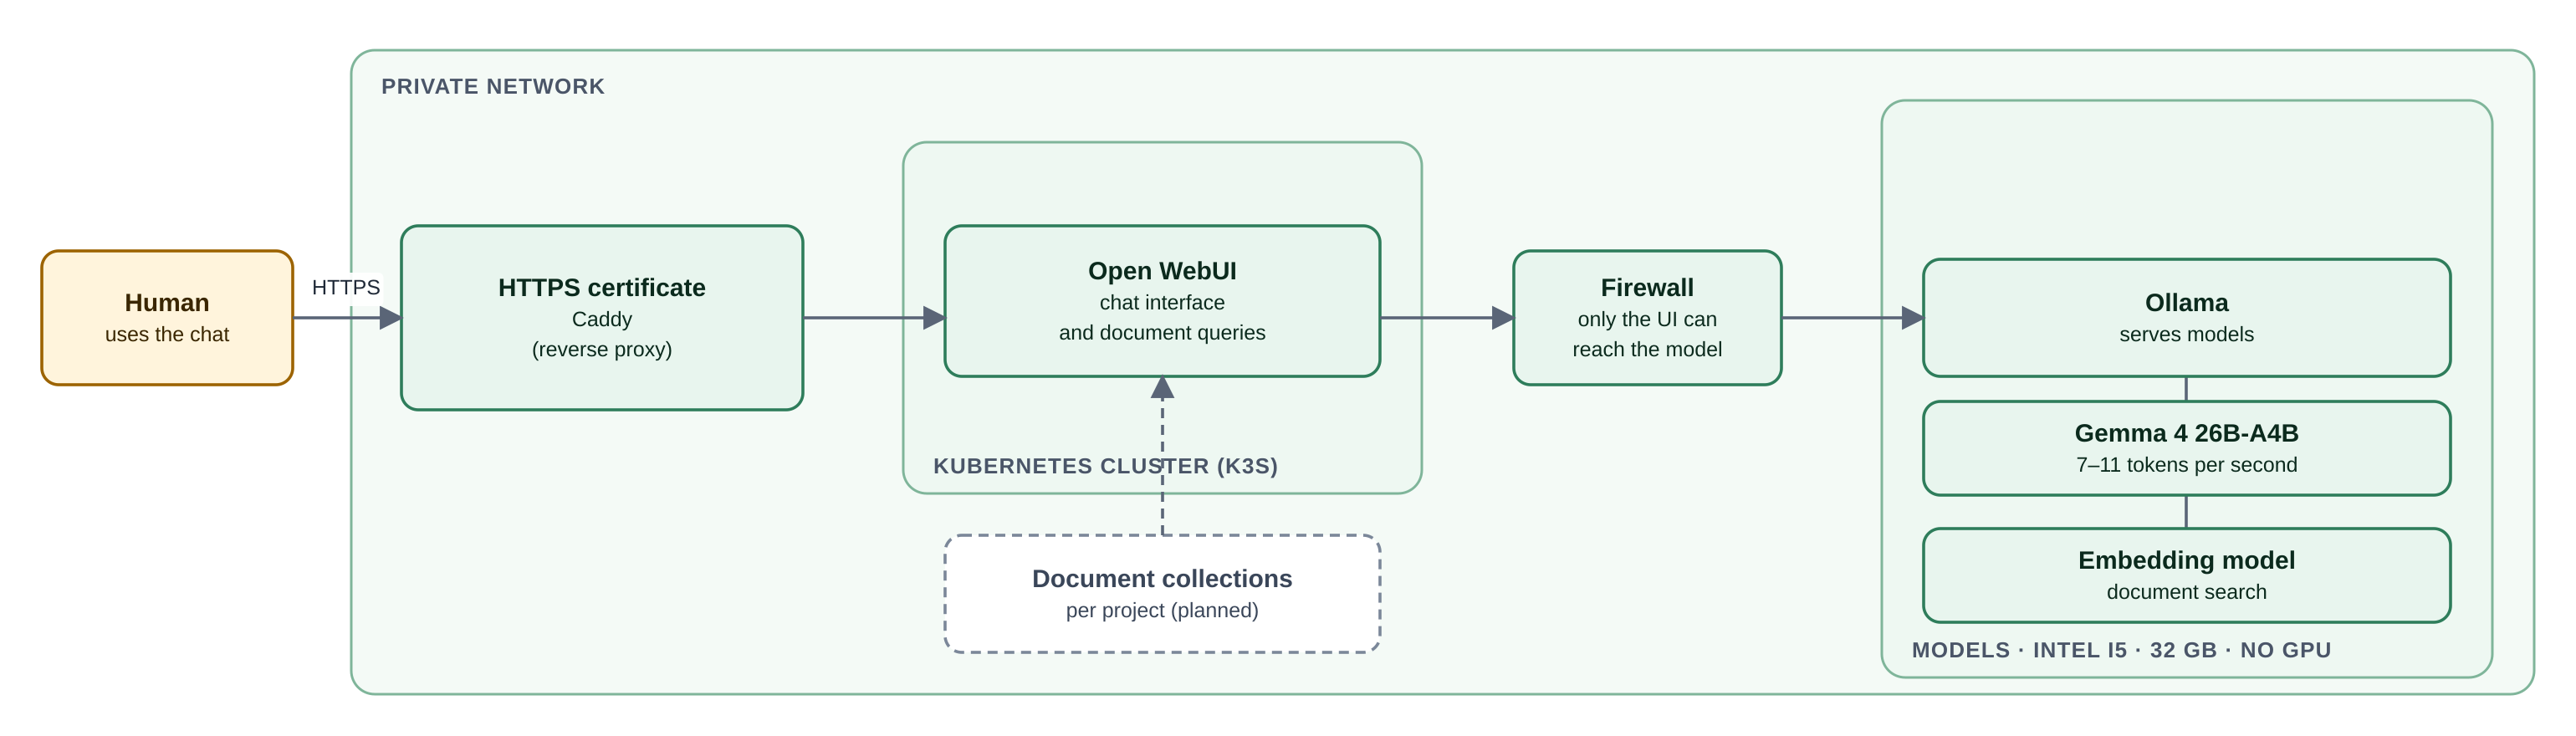 PRIVATE NETWORK
Human
uses the chat
HTTPS
HTTPS certificate
Caddy
(reverse proxy)
Open WebUI
chat interface
and document queries
KUBERNETES CLUSTER (K3S)
Document collections
per project (planned)
Firewall
only the UI can
reach the model
Ollama
serves models
Gemma 4 26B-A4B
7–11 tokens per second
Embedding model
document search
MODELS · INTEL I5 · 32 GB · NO GPU